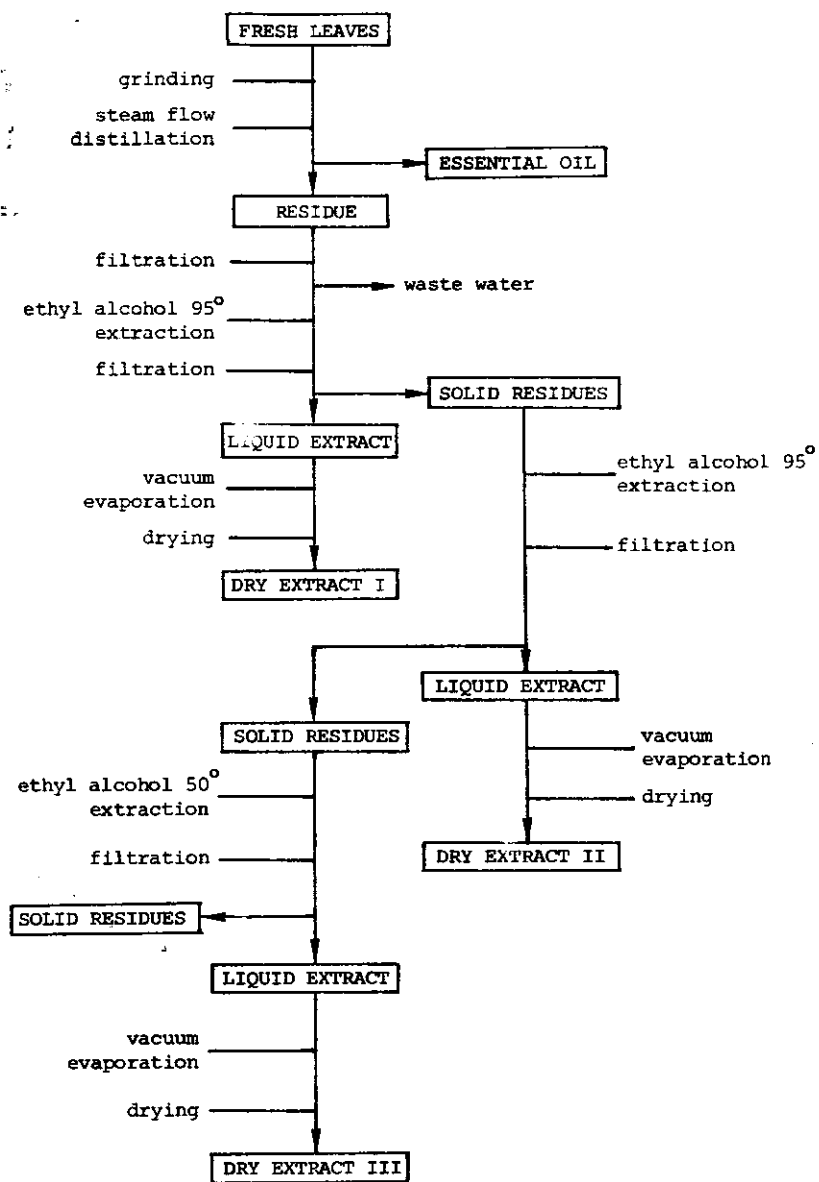 FRESH LEAVES
grinding
steam flow
distillation
ESSENTIAL OIL
RESIDUE
filtration
waste water
ethyl alcohol 95°
extraction
filtration
SOLID RESIDUES
LIQUID EXTRACT
ethyl alcohol 95°
extraction
vacuum
evaporation
drying
filtration
DRY EXTRACT I
LIQUID EXTRACT
SOLID RESIDUES
vacuum
evaporation
ethyl alcohol 50°
extraction
drying
filtration
DRY EXTRACT II
SOLID RESIDUES
LIQUID EXTRACT
vacuum
evaporation
drying
DRY EXTRACT III